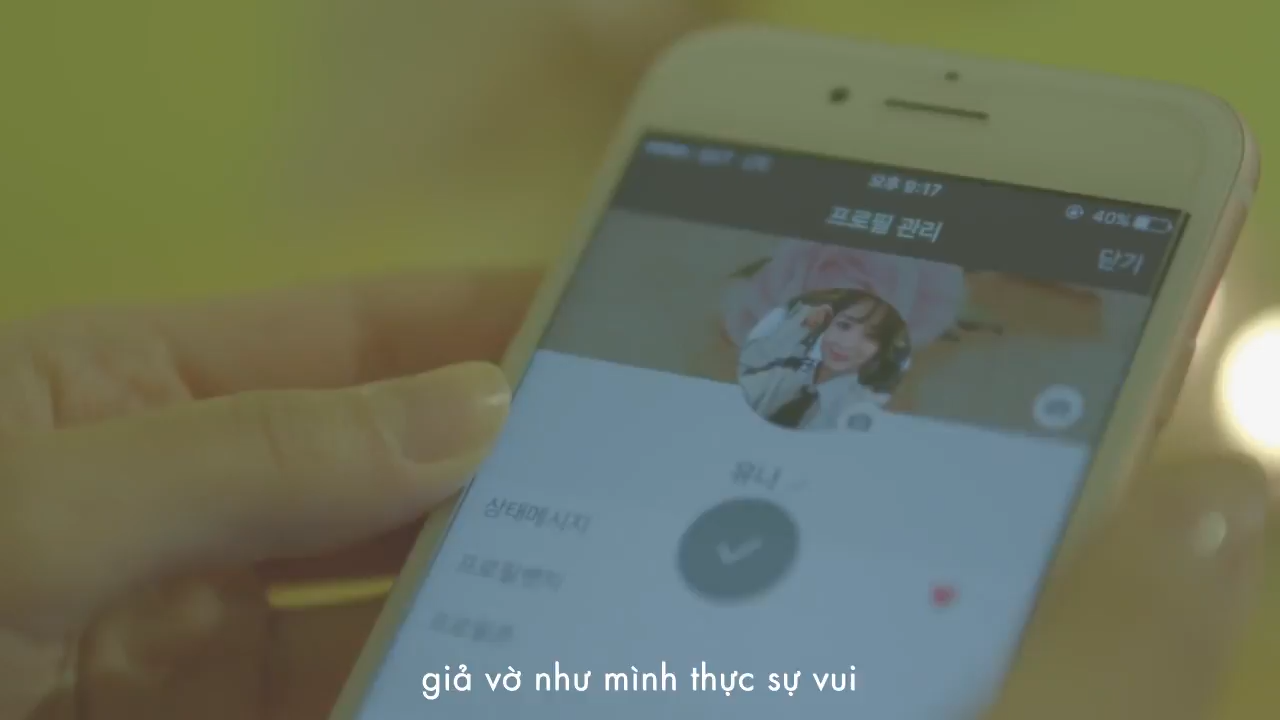 오후 9:17
40%
프로필 관리
닫기
유나
상태메시지
프로필뮤직
giả vờ như mình thực sự vui